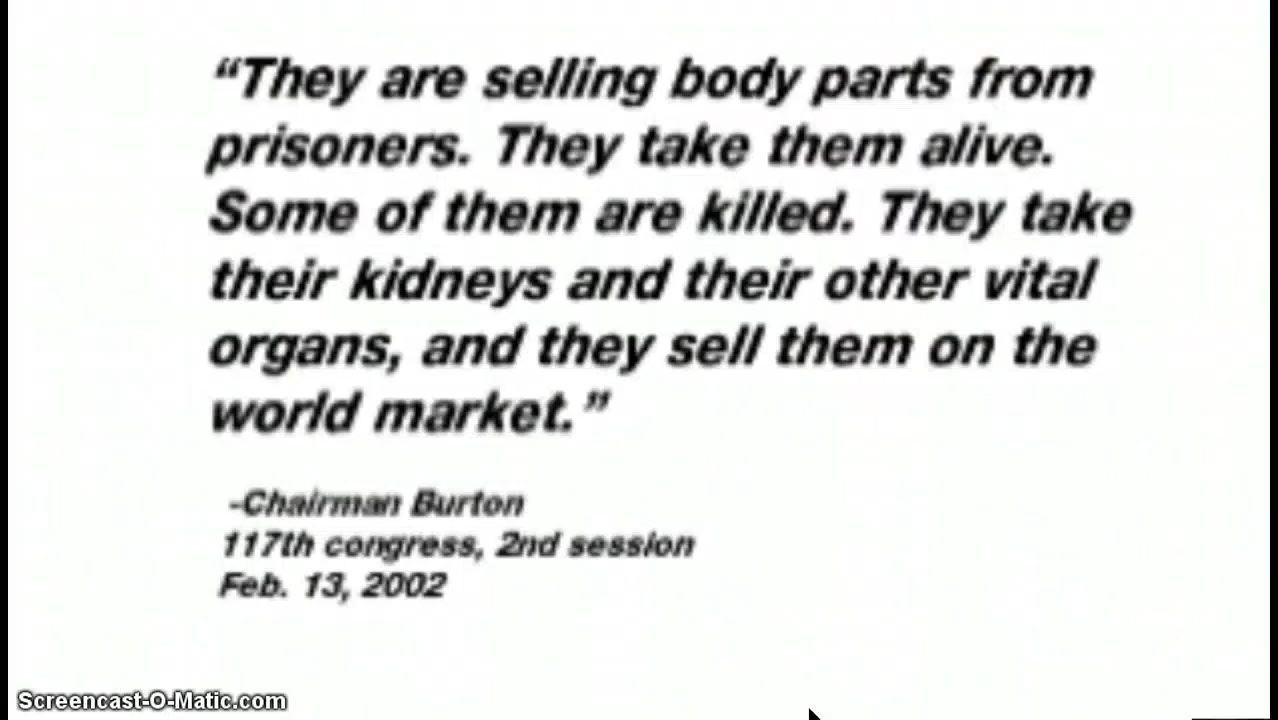 “They are selling body parts from
prisoners. They take them alive.
Some of them are killed. They take
their kidneys and their other vital
organs, and they sell them on the
world market.”
-Chairman Burton
117th congress, 2nd session
Feb. 13, 2002
Screencast-O-Matic.com